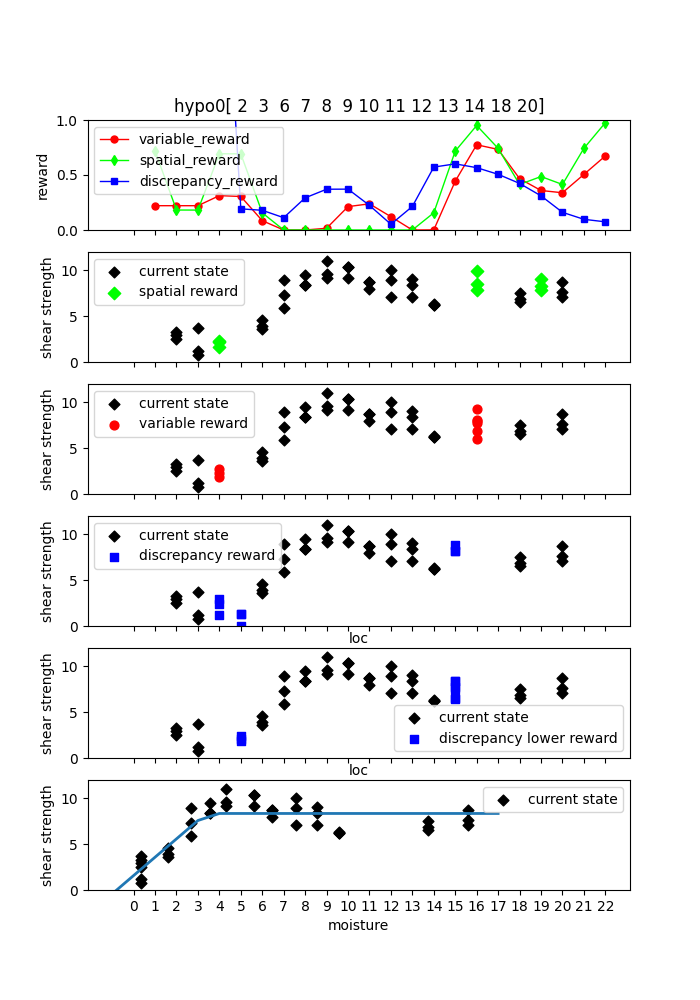 hypo0[ 2 3 6 7 8 9 10 11 12 13 14 18 20]
1.0
0.5
0.0
reward
variable_reward
spatial_reward
discrepancy_reward
10
5
0
shear strength
current state
spatial reward
10
5
0
shear strength
current state
variable reward
10
5
0
shear strength
current state
discrepancy reward
loc
10
5
0
shear strength
current state
discrepancy lower reward
loc
10
5
0
shear strength
current state
0 1 2 3 4 5 6 7 8 9 10 11 12 13 14 15 16 17 18 19 20 21 22
moisture